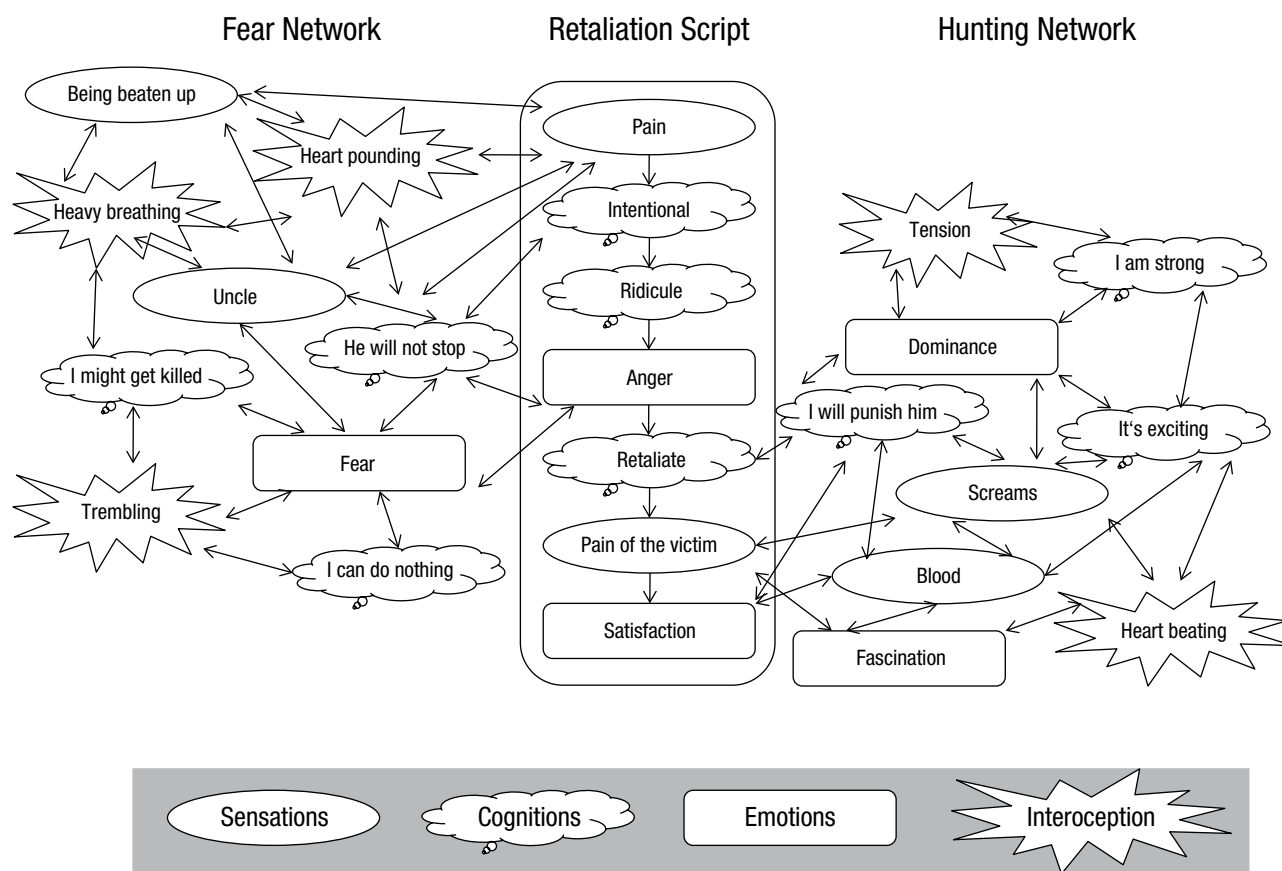 Fear Network
Retaliation Script
Hunting Network
Being beaten up
Pain
Heart pounding
Heavy breathing
Intentional
Tension
I am strong
Uncle
Ridicule
He will not stop
Dominance
I might get killed
Anger
I will punish him
It‘s exciting
Fear
Retaliate
Screams
Trembling
Pain of the victim
I can do nothing
Blood
Satisfaction
Heart beating
Fascination
Sensations
Cognitions
Emotions
Interoception